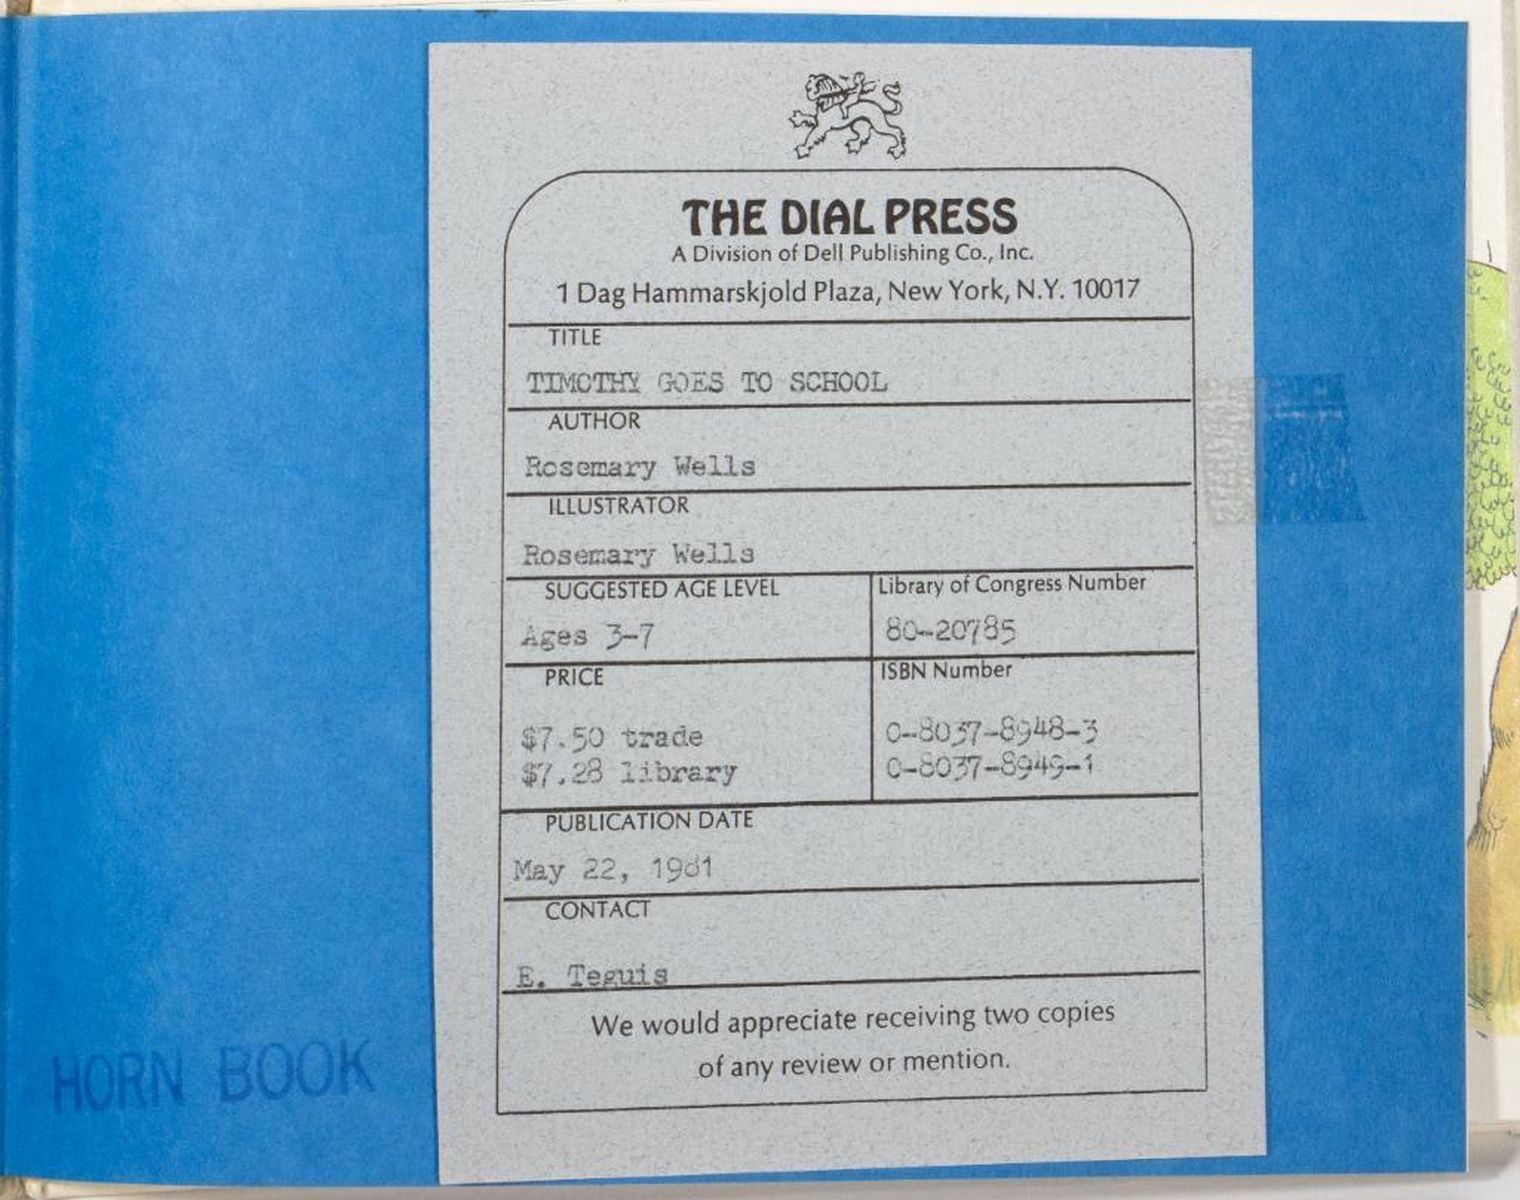 THE DIAL PRESS
A Division of Dell Publishing Co., Inc.
1 Dag Hammarskjold Plaza, New York, N.Y. 10017
TITLE
TIMOTHY GOES TO SCHOOL
AUTHOR
Rosemary Wells
ILLUSTRATOR
Rosemary Wells
SUGGESTED AGE LEVEL
Ages 3-7
Library of Congress Number
80-20785
PRICE
$7.50 trade
$7.28 library
ISBN Number
0-8037-8948-3
0-8037-8949-1
PUBLICATION DATE
May 22, 1981
CONTACT
E. Teguis
We would appreciate receiving two copies
of any review or mention.
HORN BOOK